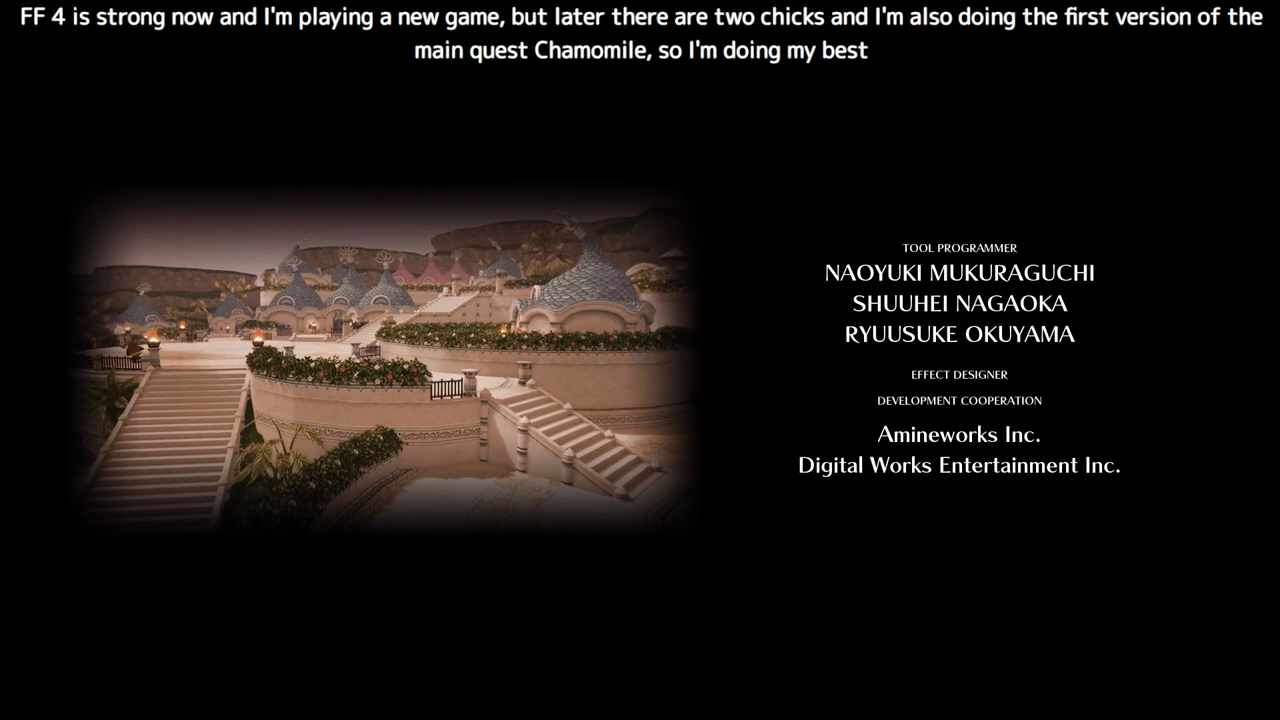 FF 4 is strong now and I'm playing a new game, but later there are two chicks and I'm also doing the first version of the
main quest Chamomile, so I'm doing my best
TOOL PROGRAMMER
NAOYUKI MUKURAGUCHI
SHUUHEI NAGAOKA
RYUUSUKE OKUYAMA
EFFECT DESIGNER
DEVELOPMENT COOPERATION
Amineworks Inc.
Digital Works Entertainment Inc.